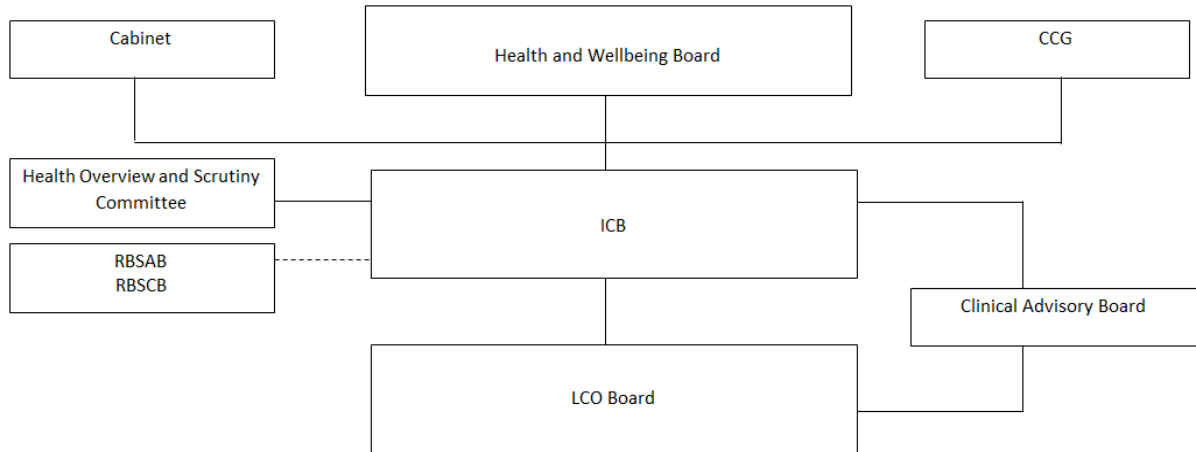 Cabinet
Health and Wellbeing Board
CCG
Health Overview and Scrutiny
Committee
ICB
RBSAB
RBSCB
Clinical Advisory Board
LCO Board